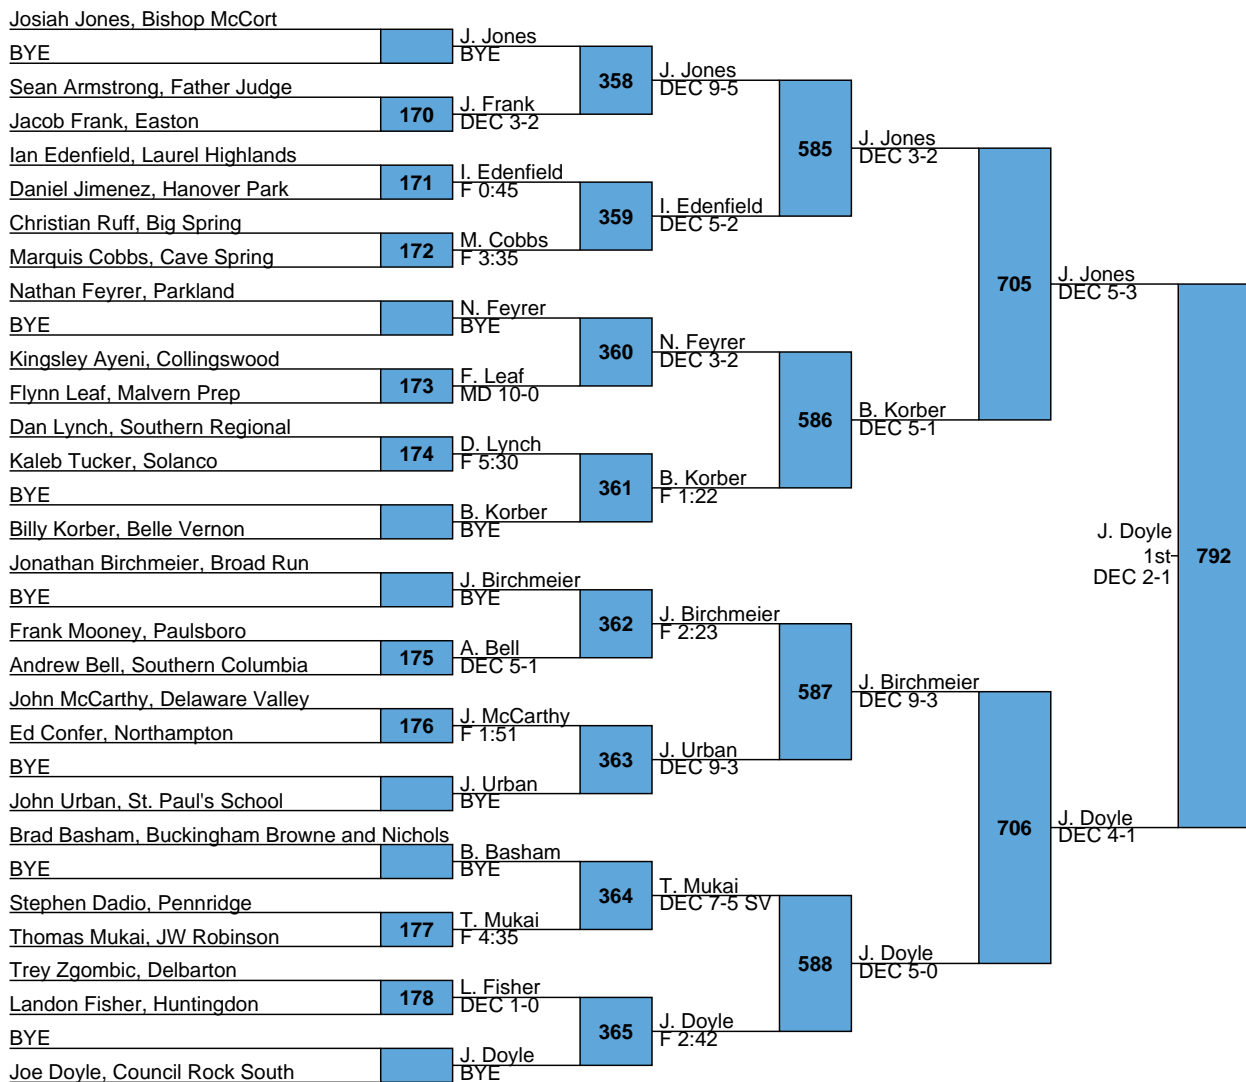 Josiah Jones, Bishop McCort
BYE
Sean Armstrong, Father Judge
Jacob Frank, Easton
Ian Edenfield, Laurel Highlands
Daniel Jimenez, Hanover Park
Christian Ruff, Big Spring
Marquis Cobbs, Cave Spring
Nathan Feyrer, Parkland
BYE
Kingsley Ayeni, Collingswood
Flynn Leaf, Malvern Prep
Dan Lynch, Southern Regional
Kaleb Tucker, Solanco
BYE
Billy Korber, Belle Vernon
Jonathan Birchmeier, Broad Run
BYE
Frank Mooney, Paulsboro
Andrew Bell, Southern Columbia
John McCarthy, Delaware Valley
Ed Confer, Northampton
BYE
John Urban, St. Paul's School
Brad Basham, Buckingham Browne and Nichols
BYE
Stephen Dadio, Pennridge
Thomas Mukai, JW Robinson
Trey Zgombic, Delbarton
Landon Fisher, Huntingdon
BYE
Joe Doyle, Council Rock South
170
171
172
173
174
175
176
177
178
J. Jones
BYE
J. Frank
DEC 3-2
I. Edenfield
F 0:45
M. Cobbs
F 3:35
N. Feyrer
BYE
F. Leaf
MD 10-0
D. Lynch
F 5:30
B. Korber
BYE
J. Birchmeier
BYE
A. Bell
DEC 5-1
J. McCarthy
F 1:51
J. Urban
BYE
B. Basham
BYE
T. Mukai
F 4:35
L. Fisher
DEC 1-0
J. Doyle
BYE
358
359
360
361
362
363
364
365
J. Jones
DEC 9-5
I. Edenfield
DEC 5-2
N. Feyrer
DEC 3-2
B. Korber
F 1:22
J. Birchmeier
F 2:23
J. Urban
DEC 9-3
T. Mukai
DEC 7-5 SV
J. Doyle
F 2:42
585
586
587
588
J. Jones
DEC 3-2
B. Korber
DEC 5-1
J. Birchmeier
DEC 9-3
J. Doyle
DEC 5-0
705
706
J. Jones
DEC 5-3
J. Doyle
DEC 4-1
J. Doyle
1st
DEC 2-1
792